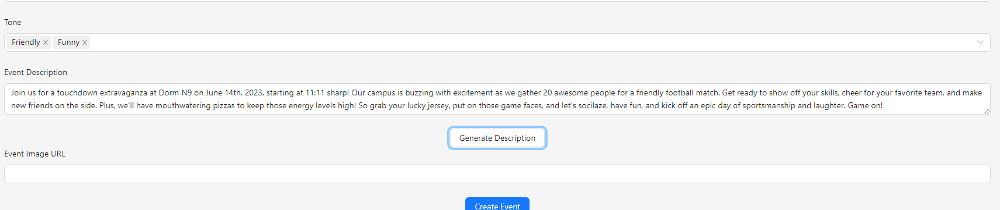 Tone
Friendly Funny
Event Description
Join us for a touchdown extravaganza at Dorm N9 on June 14th, 2023, starting at 11:11 sharp! Our campus is buzzing with excitement as we gather 20 awesome people for a friendly football match. Get ready to show off your skills, cheer for your favorite team, and make
new friends on the side. Plus, we'll have mouthwatering pizzas to keep those energy levels high! So grab your lucky jersey, put on those game faces, and let's socilaze, have fun, and kick off an epic day of sportsmanship and laughter. Game on!
Generate Description
Event Image URL
Create Event